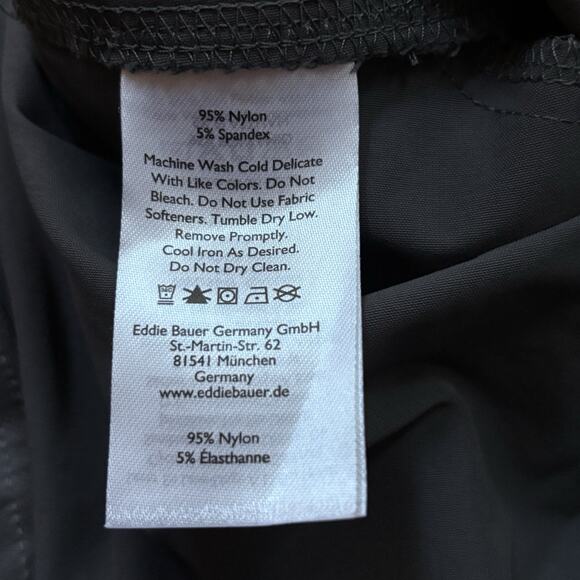 95% Nylon
5% Spandex
Machine Wash Cold Delicate
With Like Colors. Do Not
Bleach. Do Not Use Fabric
Softeners. Tumble Dry Low.
Remove Promptly.
Cool Iron As Desired.
Do Not Dry Clean.
Eddie Bauer Germany GmbH
St.-Martin-Str. 62
81541 München
Germany
www.eddiebauer.de
95% Nylon
5% Élasthanne